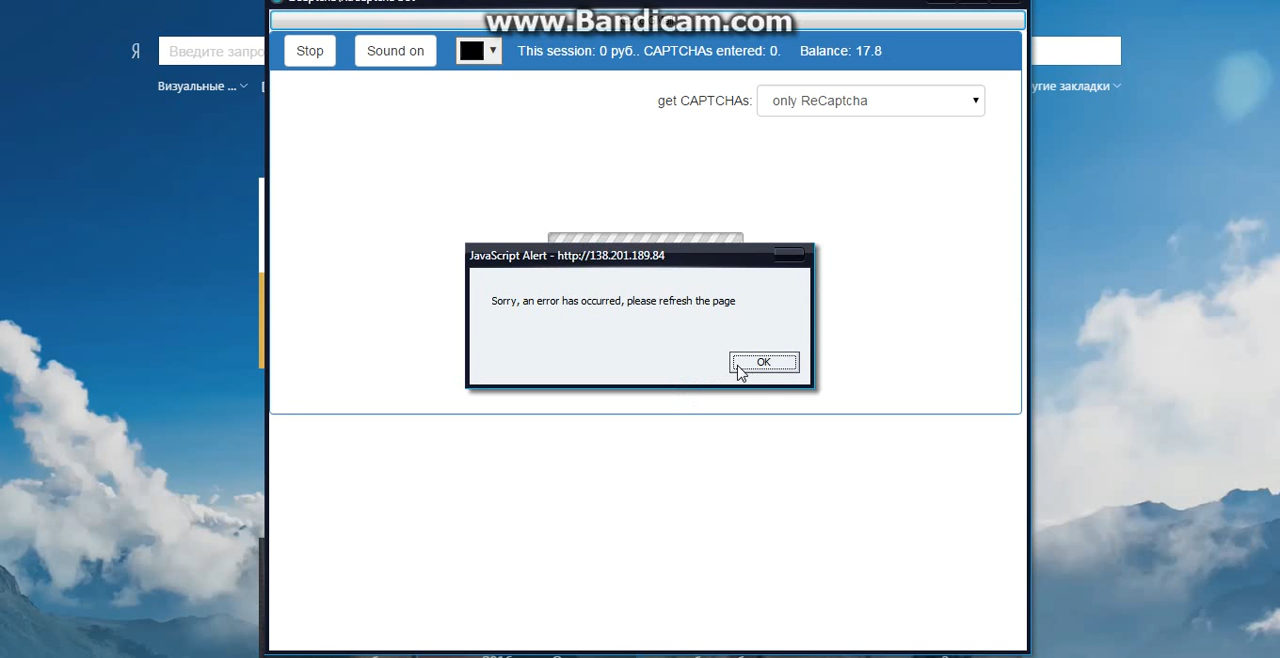 www.Bandicam.com
Я Введите запро
Stop
Sound on
This session: 0 руб.. CAPTCHAs entered: 0. Balance: 17.8
Визуальные ...
угие закладки
get CAPTCHAs: only ReCaptcha
JavaScript Alert - http://138.201.189.84
Sorry, an error has occurred, please refresh the page
OK